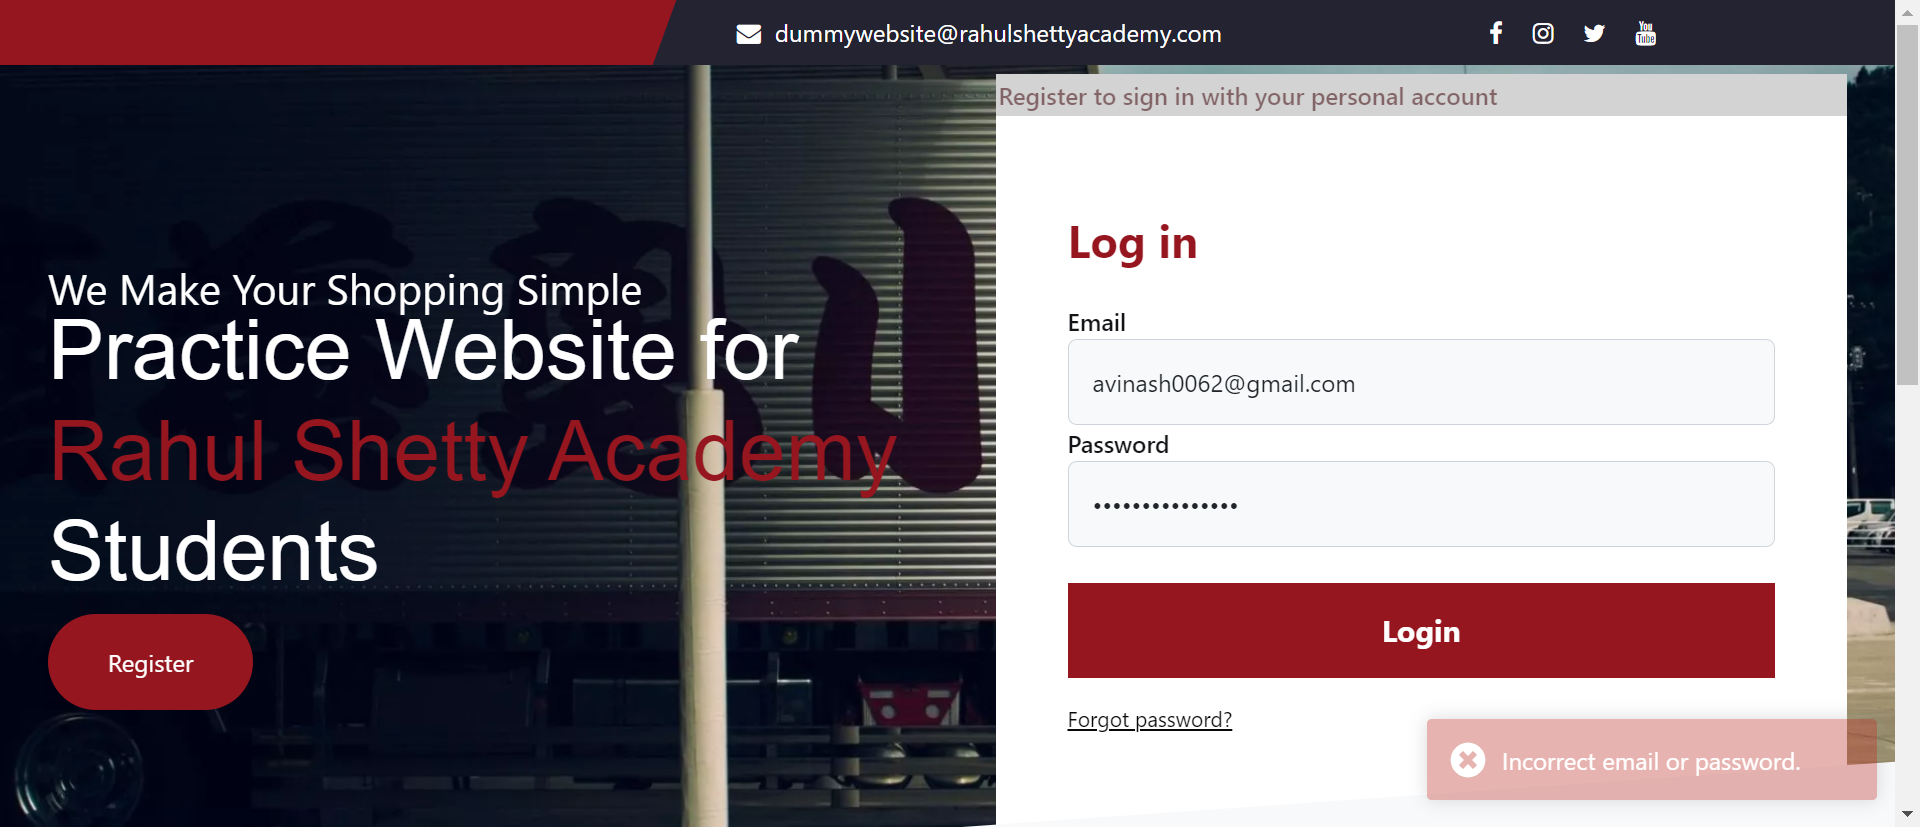 dummywebsite@rahulshettyacademy.com
You
Tube
Register to sign in with your personal account
We Make Your Shopping Simple
Practice Website for
Rahul Shetty Academy
Students
Register
Log in
Email
avinash0062@gmail.com
Password
Login
Forgot password?
Incorrect email or password.